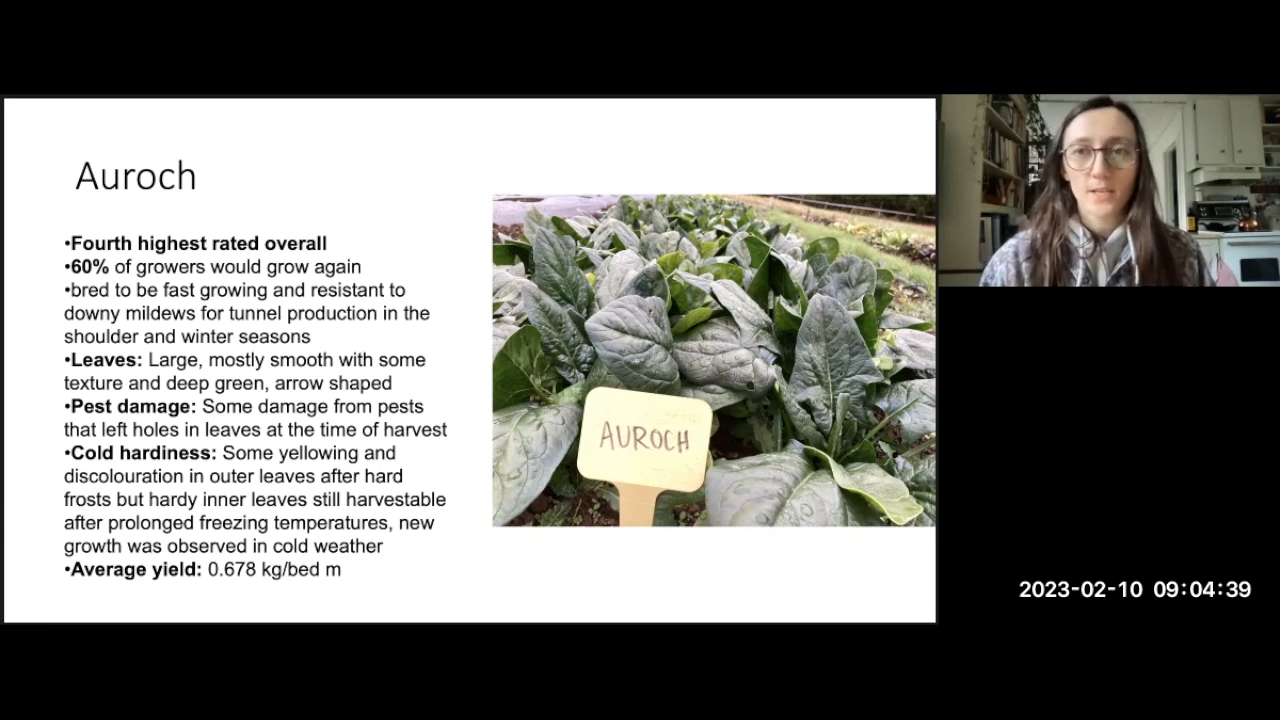 Auroch
•Fourth highest rated overall
•60% of growers would grow again
•bred to be fast growing and resistant to
downy mildews for tunnel production in the
shoulder and winter seasons
•Leaves: Large, mostly smooth with some
texture and deep green, arrow shaped
•Pest damage: Some damage from pests
that left holes in leaves at the time of harvest
•Cold hardiness: Some yellowing and
discolouration in outer leaves after hard
frosts but hardy inner leaves still harvestable
after prolonged freezing temperatures, new
growth was observed in cold weather
•Average yield: 0.678 kg/bed m
AUROCH
2023-02-10 09:04:39